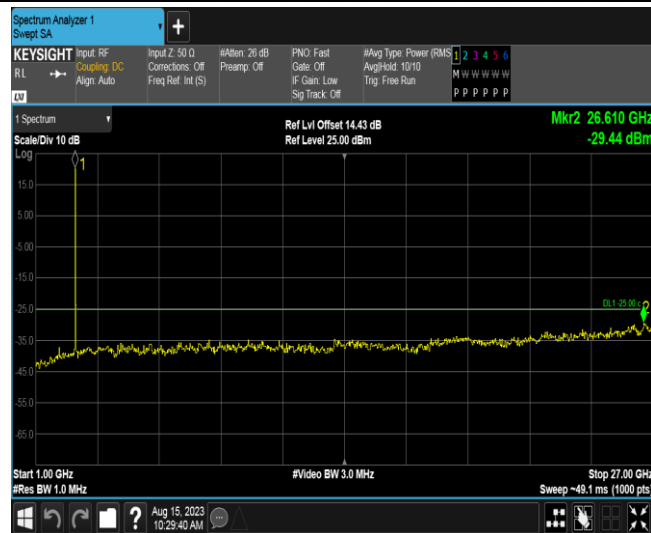 Spectrum Analyzer 1
Swept SA
+
KEYSIGHT
RL
LXI
Input: RF
Coupling: DC
Align: Auto
Input Z: 50 Ω
Corrections: Off
Freq Ref: Int (S)
#Atten: 26 dB
Preamp: Off
PNO: Fast
Gate: Off
IF Gain: Low
Sig Track: Off
#Avg Type: Power (RMS
Avg|Hold: 10/10
Trig: Free Run
1 2 3 4 5 6
M W W W W W
P P P P P P
1 Spectrum
Scale/Div 10 dB
Ref Lvl Offset 14.43 dB
Ref Level 25.00 dBm
Mkr2 26.610 GHz
-29.44 dBm
Log
1
15.0
5.00
-5.00
-15.0
-25.0
DL1 -25.00 c
2
-35.0
-45.0
-55.0
-65.0
Start 1.00 GHz
#Res BW 1.0 MHz
#Video BW 3.0 MHz
Stop 27.00 GHz
Sweep ~49.1 ms (1000 pts)
?
Aug 15, 2023
10:29:40 AM